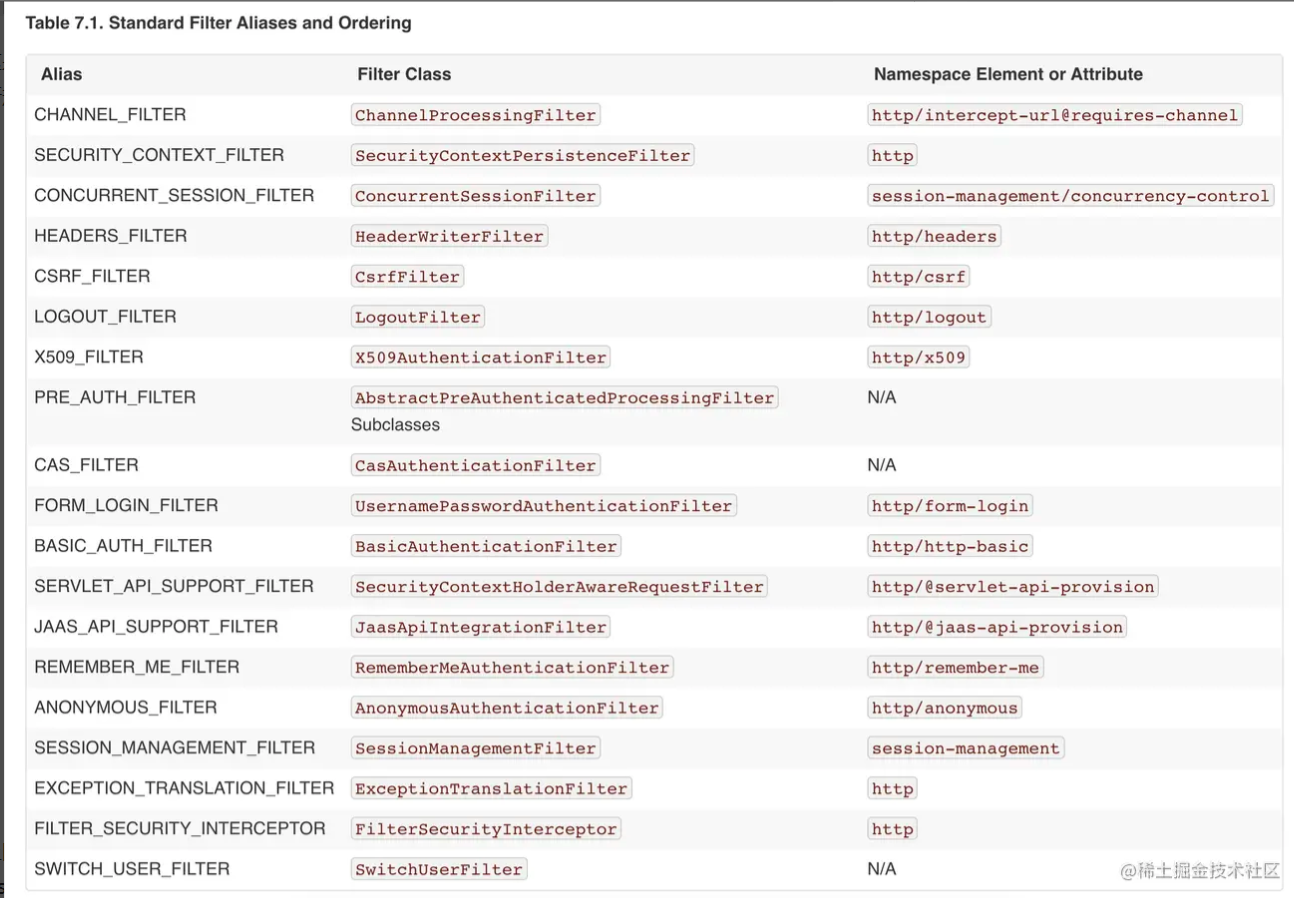 Table 7.1. Standard Filter Aliases and Ordering
Alias Filter Class Namespace Element or Attribute
CHANNEL_FILTER ChannelProcessingFilter http/intercept-url@requires-channel
SECURITY_CONTEXT_FILTER SecurityContextPersistenceFilter http
CONCURRENT_SESSION_FILTER ConcurrentSessionFilter session-management/concurrency-control
HEADERS_FILTER HeaderWriterFilter http/headers
CSRF_FILTER CsrfFilter http/csrf
LOGOUT_FILTER LogoutFilter http/logout
X509_FILTER X509AuthenticationFilter http/x509
PRE_AUTH_FILTER AbstractPreAuthenticatedProcessingFilter N/A
Subclasses
CAS_FILTER CasAuthenticationFilter N/A
FORM_LOGIN_FILTER UsernamePasswordAuthenticationFilter http/form-login
BASIC_AUTH_FILTER BasicAuthenticationFilter http/http-basic
SERVLET_API_SUPPORT_FILTER SecurityContextHolderAwareRequestFilter http/@servlet-api-provision
JAAS_API_SUPPORT_FILTER JaasApiIntegrationFilter http/@jaas-api-provision
REMEMBER_ME_FILTER RememberMeAuthenticationFilter http/remember-me
ANONYMOUS_FILTER AnonymousAuthenticationFilter http/anonymous
SESSION_MANAGEMENT_FILTER SessionManagementFilter session-management
EXCEPTION_TRANSLATION_FILTER ExceptionTranslationFilter http
FILTER_SECURITY_INTERCEPTOR FilterSecurityInterceptor http
SWITCH_USER_FILTER SwitchUserFilter N/A
@稀土掘金技术社区